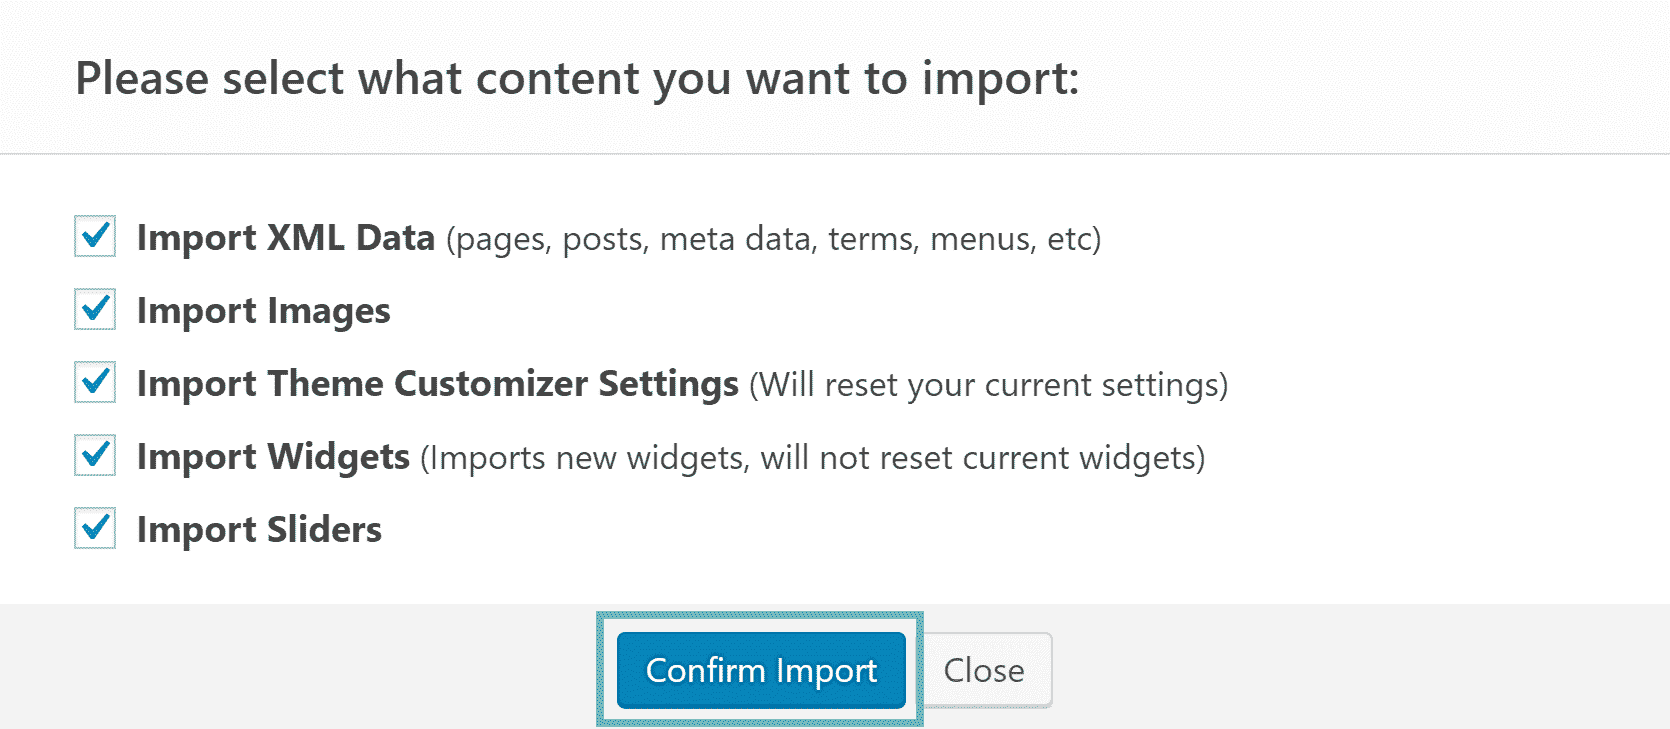 Please select what content you want to import:
Import XML Data (pages, posts, meta data, terms, menus, etc)
Import Images
Import Theme Customizer Settings (Will reset your current settings)
Import Widgets (Imports new widgets, will not reset current widgets)
Import Sliders
Confirm Import Close